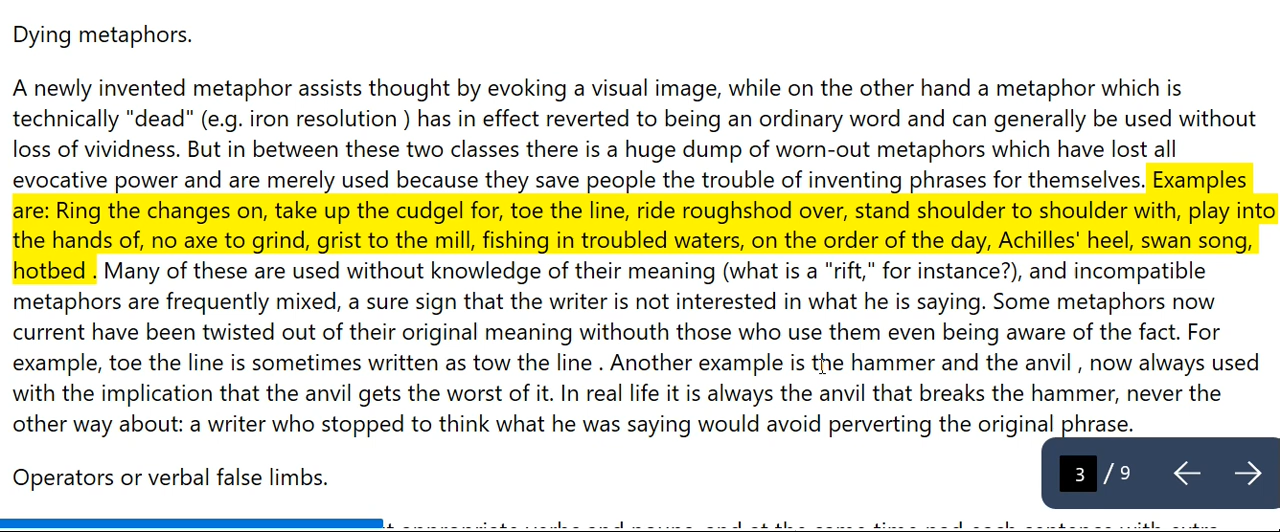 Dying metaphors.
A newly invented metaphor assists thought by evoking a visual image, while on the other hand a metaphor which is
technically "dead" (e.g. iron resolution ) has in effect reverted to being an ordinary word and can generally be used without
loss of vividness. But in between these two classes there is a huge dump of worn-out metaphors which have lost all
evocative power and are merely used because they save people the trouble of inventing phrases for themselves. Examples
are: Ring the changes on, take up the cudgel for, toe the line, ride roughshod over, stand shoulder to shoulder with, play into
the hands of, no axe to grind, grist to the mill, fishing in troubled waters, on the order of the day, Achilles' heel, swan song,
hotbed . Many of these are used without knowledge of their meaning (what is a "rift," for instance?), and incompatible
metaphors are frequently mixed, a sure sign that the writer is not interested in what he is saying. Some metaphors now
current have been twisted out of their original meaning withouth those who use them even being aware of the fact. For
example, toe the line is sometimes written as tow the line . Another example is the hammer and the anvil , now always used
with the implication that the anvil gets the worst of it. In real life it is always the anvil that breaks the hammer, never the
other way about: a writer who stopped to think what he was saying would avoid perverting the original phrase.
3 / 9
Operators or verbal false limbs.